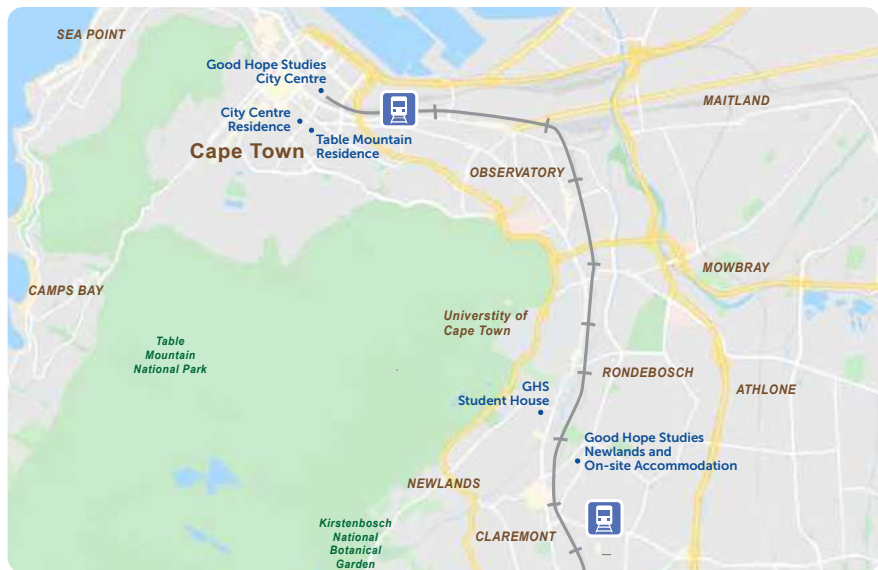 SEA POINT
Good Hope Studies
City Centre
MAITLAND
City Centre
Residence
Table Mountain
Residence
Cape Town
OBSERVATORY
MOWBRAY
CAMPS BAY
Universtity of
Cape Town
Table
Mountain
National Park
RONDEBOSCH
GHS
Student House
ATHLONE
Good Hope Studies
Newlands and
On-site Accommodation
NEWLANDS
Kirstenbosch
National
Botanical
Garden
CLAREMONT